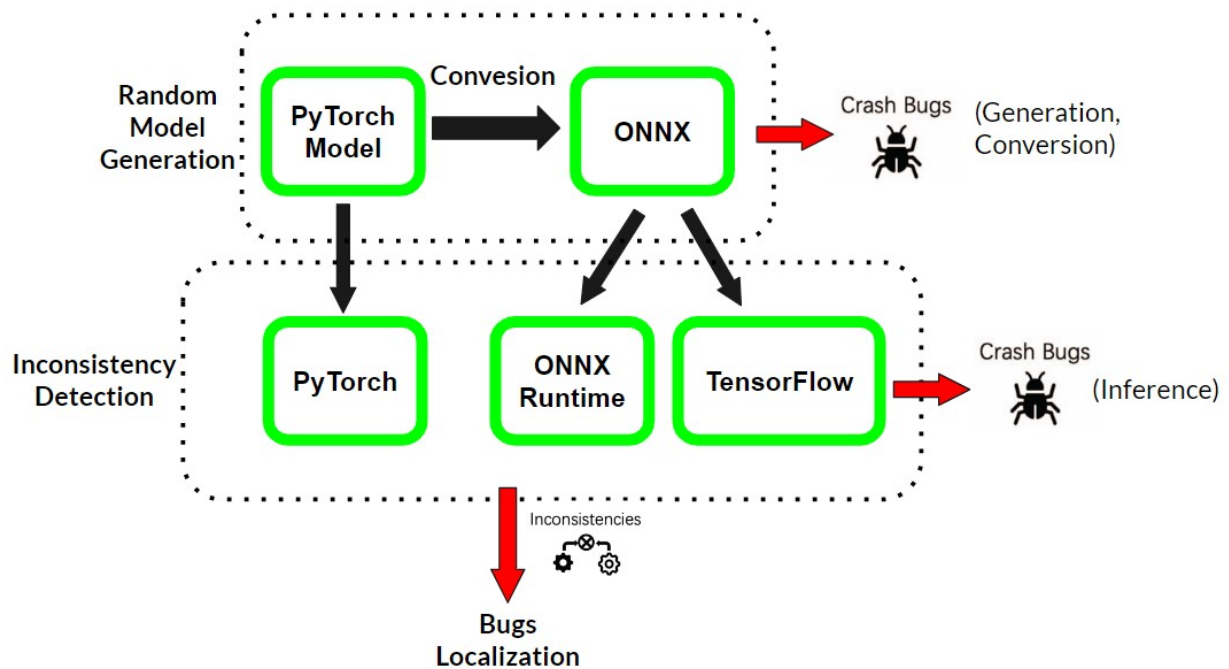 Convesion
Random
Model
Generation
PyTorch
Model
ONNX
Crash Bugs
(Generation,
Conversion)
Inconsistency
Detection
PyTorch
ONNX
Runtime
TensorFlow
Crash Bugs
(Inference)
Inconsistencies
Bugs
Localization